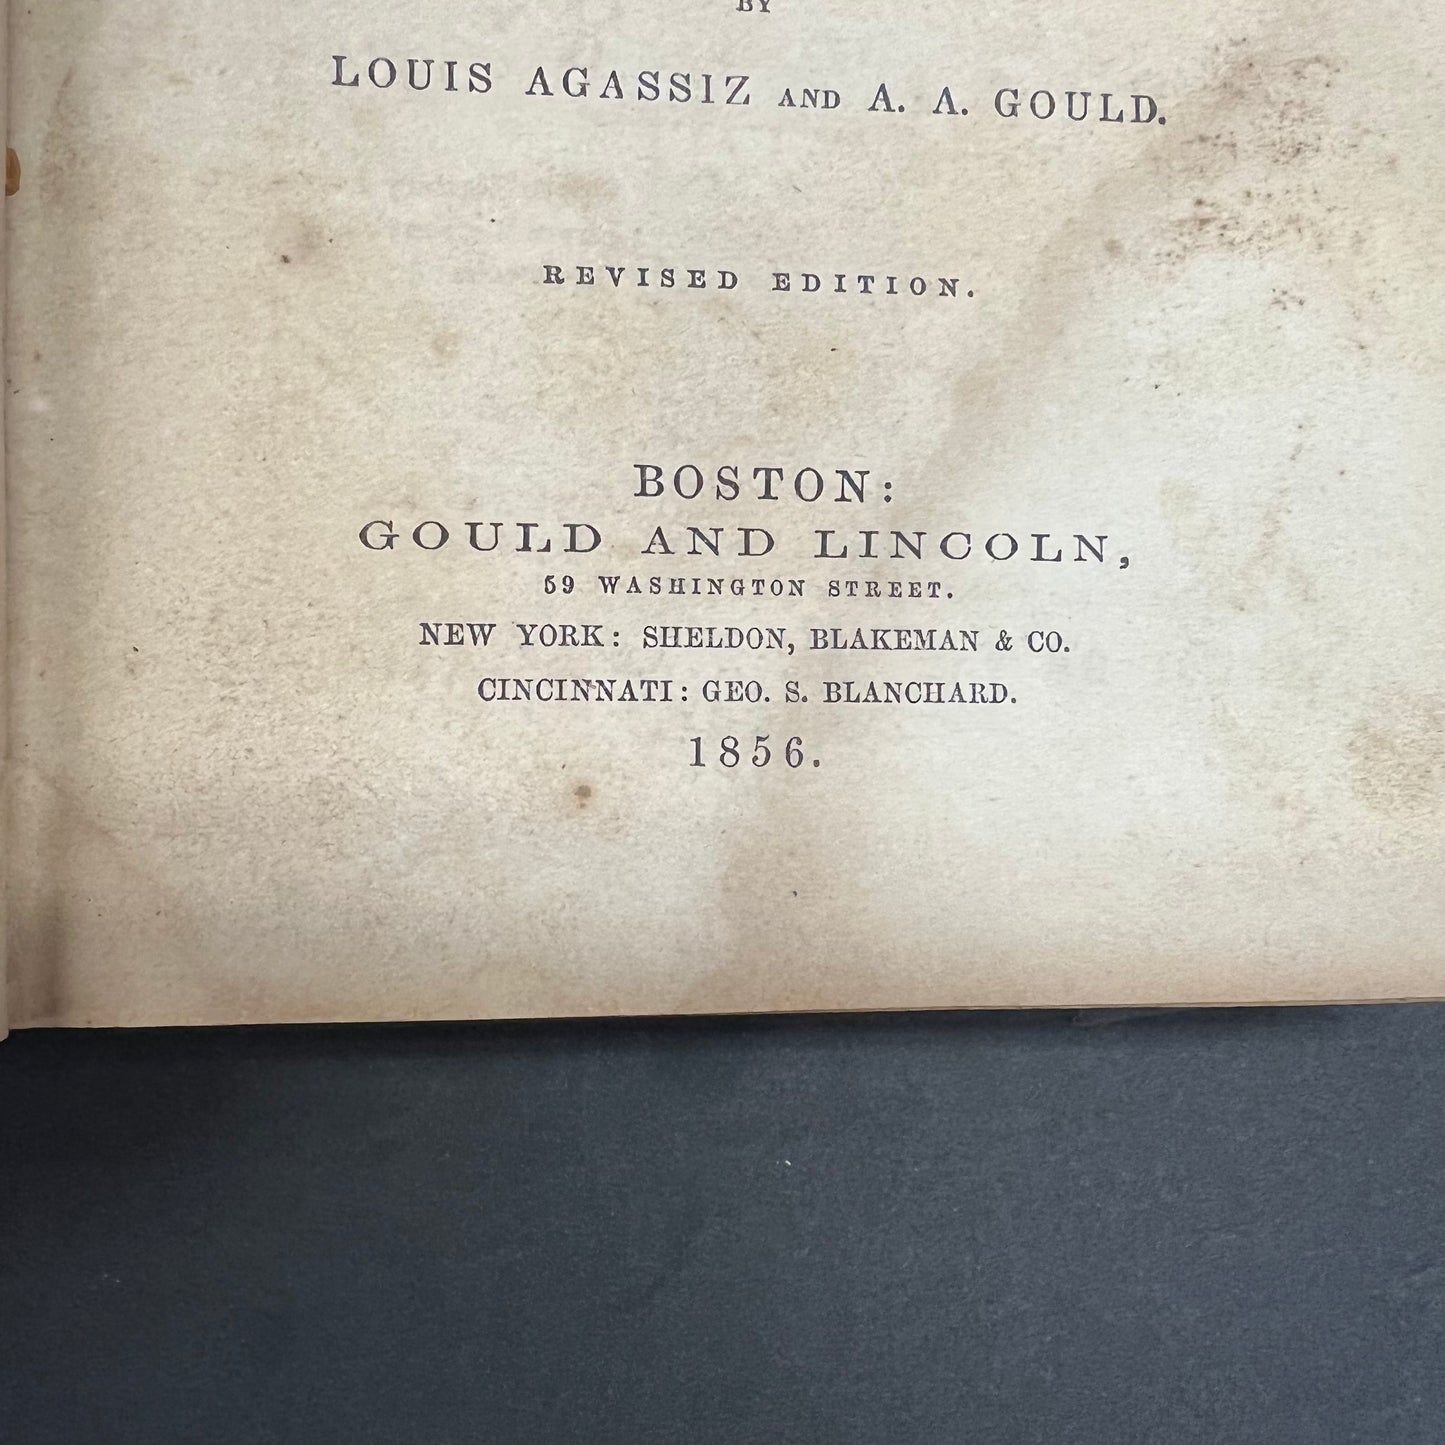 BY
LOUIS AGASSIZ AND A. A. GOULD.
REVISED EDITION.
BOSTON:
GOULD AND LINCOLN,
59 WASHINGTON STREET.
NEW YORK: SHELDON, BLAKEMAN & CO.
CINCINNATI: GEO. S. BLANCHARD.
1856.